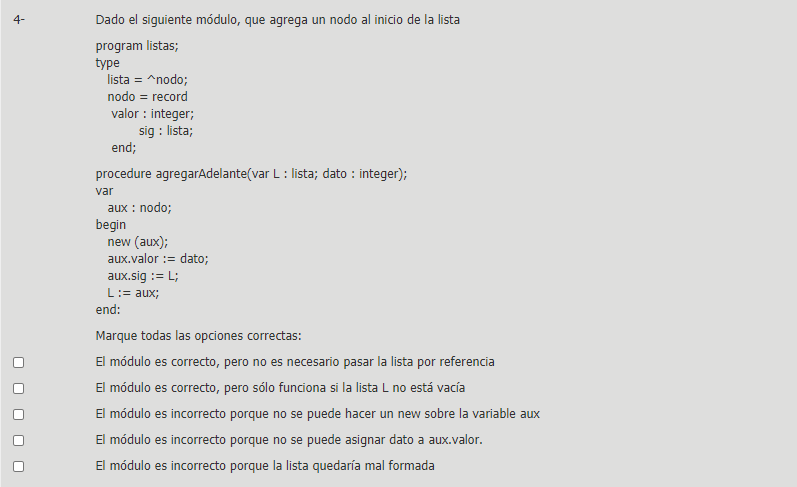 4- Dado el siguiente módulo, que agrega un nodo al inicio de la lista
program listas;
type
lista = ^nodo;
nodo = record
valor : integer;
sig : lista;
end;
procedure agregarAdelante(var L : lista; dato : integer);
var
aux : nodo;
begin
new (aux);
aux.valor := dato;
aux.sig := L;
L := aux;
end:
Marque todas las opciones correctas:
El módulo es correcto, pero no es necesario pasar la lista por referencia
El módulo es correcto, pero sólo funciona si la lista L no está vacía
El módulo es incorrecto porque no se puede hacer un new sobre la variable aux
El módulo es incorrecto porque no se puede asignar dato a aux.valor.
El módulo es incorrecto porque la lista quedaría mal formada